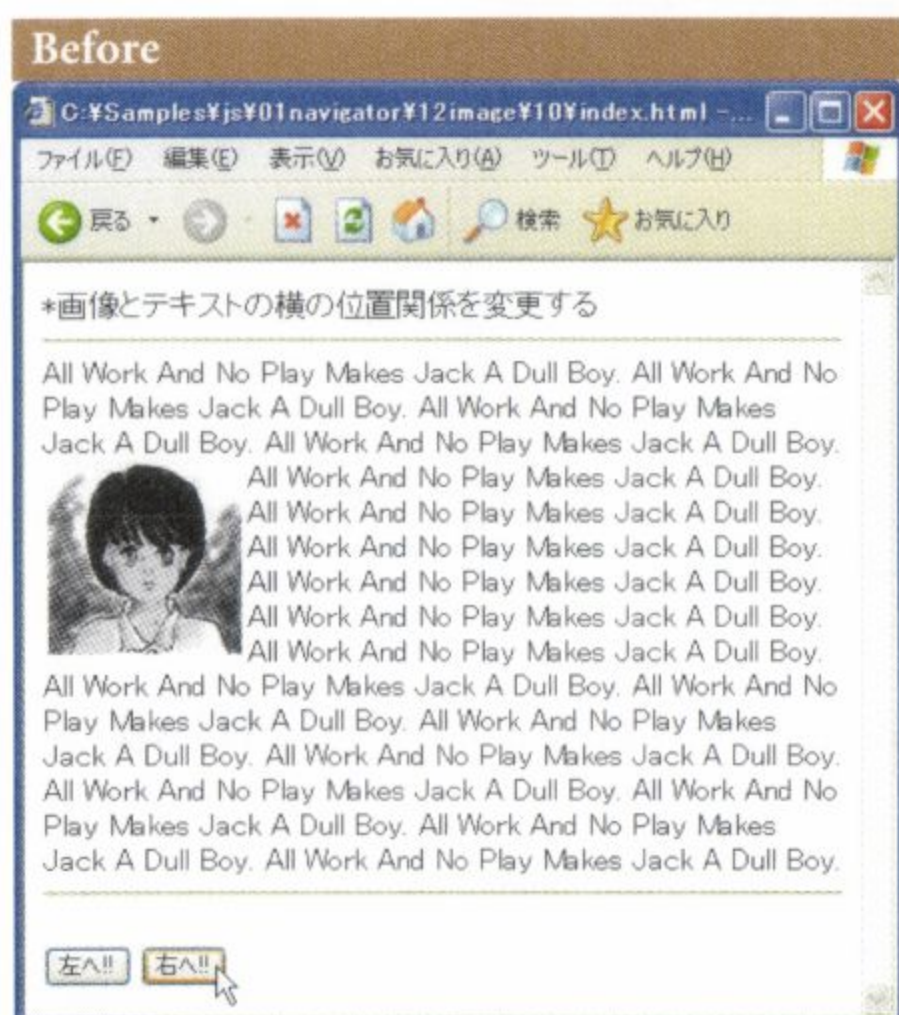 Before
C:¥Samples¥js¥01navigator¥12image¥10¥index.html -...
ファイル(F) 編集(E) 表示(V) お気に入り(A) ツール(T) ヘルプ(H)
戻る 検索 お気に入り
*画像とテキストの横の位置関係を変更する
All Work And No Play Makes Jack A Dull Boy. All Work And No
Play Makes Jack A Dull Boy. All Work And No Play Makes
Jack A Dull Boy. All Work And No Play Makes Jack A Dull Boy.
All Work And No Play Makes Jack A Dull Boy.
All Work And No Play Makes Jack A Dull Boy.
All Work And No Play Makes Jack A Dull Boy.
All Work And No Play Makes Jack A Dull Boy.
All Work And No Play Makes Jack A Dull Boy.
All Work And No Play Makes Jack A Dull Boy.
All Work And No Play Makes Jack A Dull Boy. All Work And No
Play Makes Jack A Dull Boy. All Work And No Play Makes
Jack A Dull Boy. All Work And No Play Makes Jack A Dull Boy.
All Work And No Play Makes Jack A Dull Boy. All Work And No
Play Makes Jack A Dull Boy. All Work And No Play Makes
Jack A Dull Boy. All Work And No Play Makes Jack A Dull Boy.
左へ!! 右へ!!